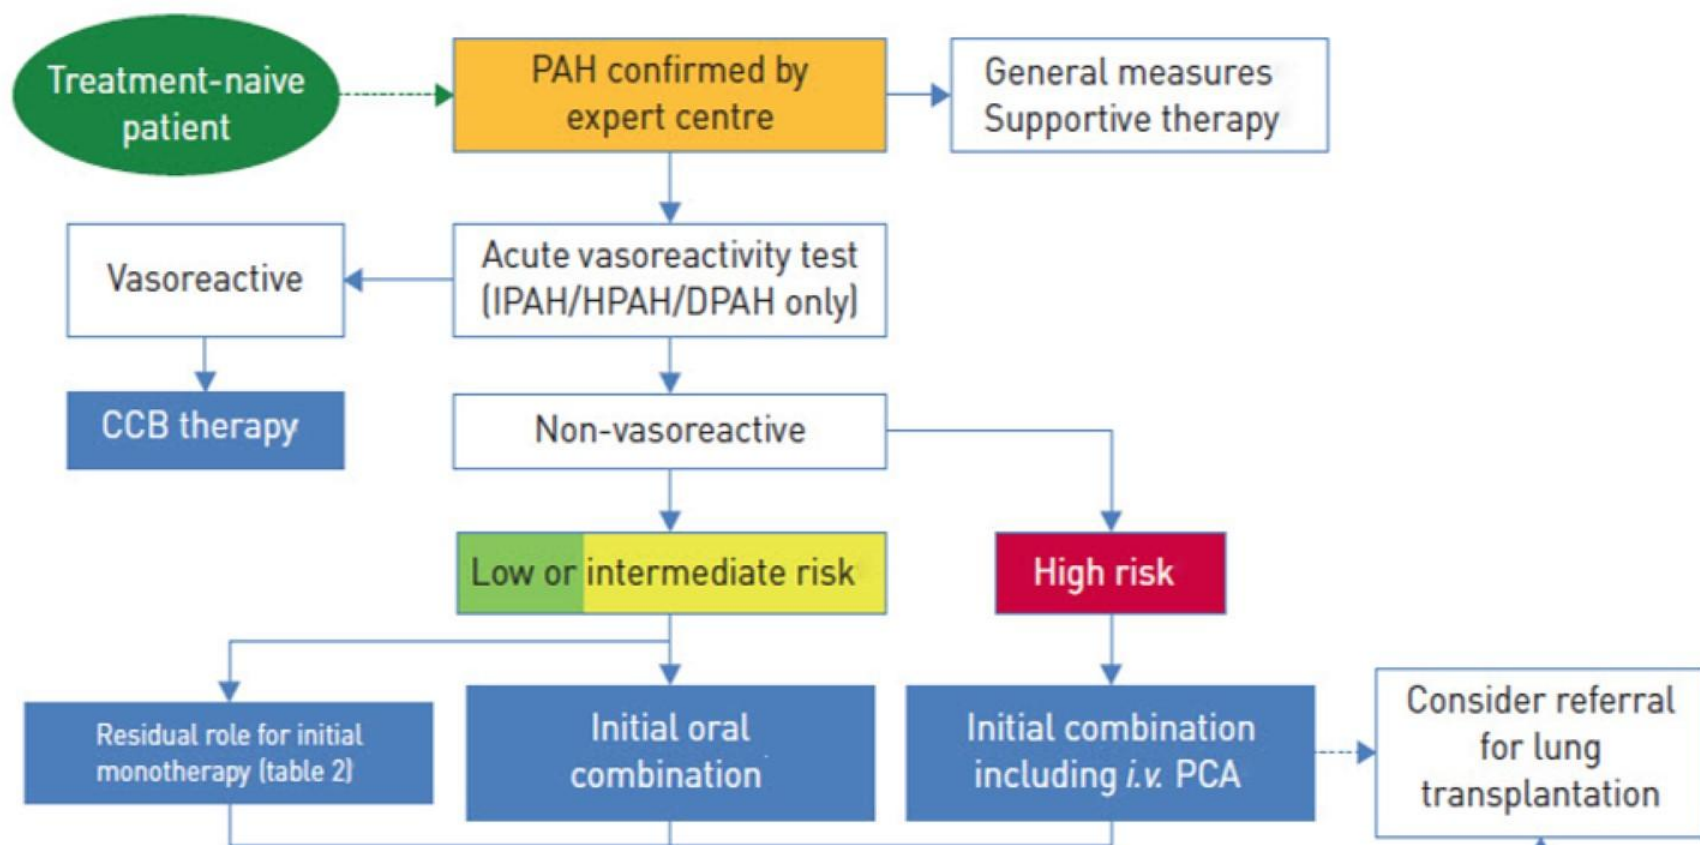 Treatment-naive
patient
PAH confirmed by
expert centre
General measures
Supportive therapy
Vasoreactive
Acute vasoreactivity test
(IPAH/HPAH/DPAH only)
CCB therapy
Non-vasoreactive
Low or intermediate risk
High risk
Residual role for initial
monotherapy (table 2)
Initial oral
combination
Initial combination
including i.v. PCA
Consider referral
for lung
transplantation